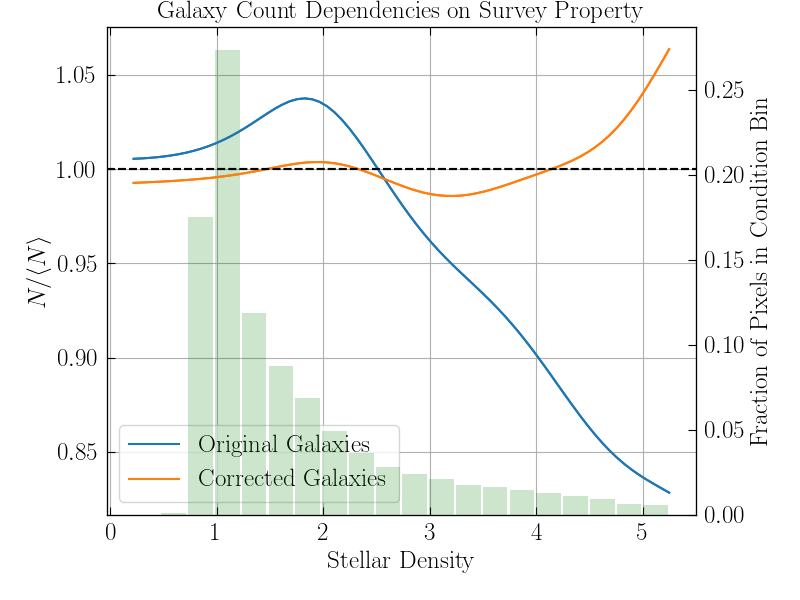 Galaxy Count Dependencies on Survey Property
1.05
1.00
0.95
0.90
0.85
N/⟨N⟩
0.25
0.20
0.15
0.10
0.05
0.00
Fraction of Pixels in Condition Bin
Original Galaxies
Corrected Galaxies
0 1 2 3 4 5
Stellar Density